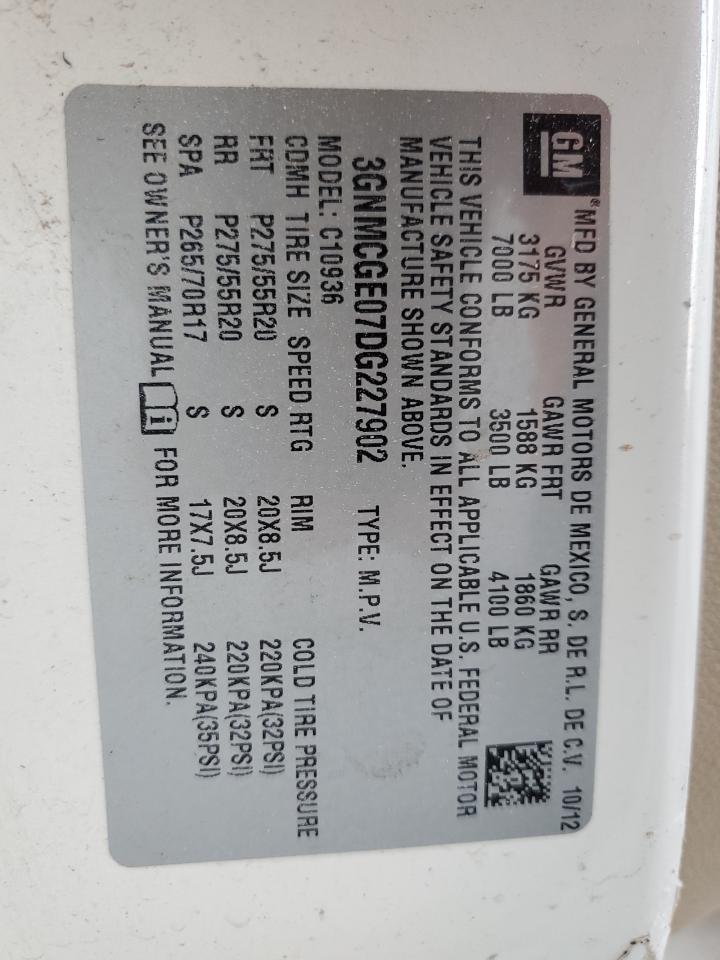 GM
®MFD BY GENERAL MOTORS DE MEXICO, S. DE R.L. DE C.V. 10/12
GVWR GAWR FRT GAWR RR
3175 KG 1588 KG 1860 KG
7000 LB 3500 LB 4100 LB
THIS VEHICLE CONFORMS TO ALL APPLICABLE U.S. FEDERAL MOTOR
VEHICLE SAFETY STANDARDS IN EFFECT ON THE DATE OF
MANUFACTURE SHOWN ABOVE.
3GNMCGE07DG227902 TYPE: M.P.V.
MODEL: C10936
CDMH TIRE SIZE SPEED RTG RIM COLD TIRE PRESSURE
FRT P275/55R20 S 20X8.5J 220KPA(32PSI)
RR P275/55R20 S 20X8.5J 220KPA(32PSI)
SPA P265/70R17 S 17X7.5J 240KPA(35PSI)
SEE OWNER'S MANUAL i FOR MORE INFORMATION.